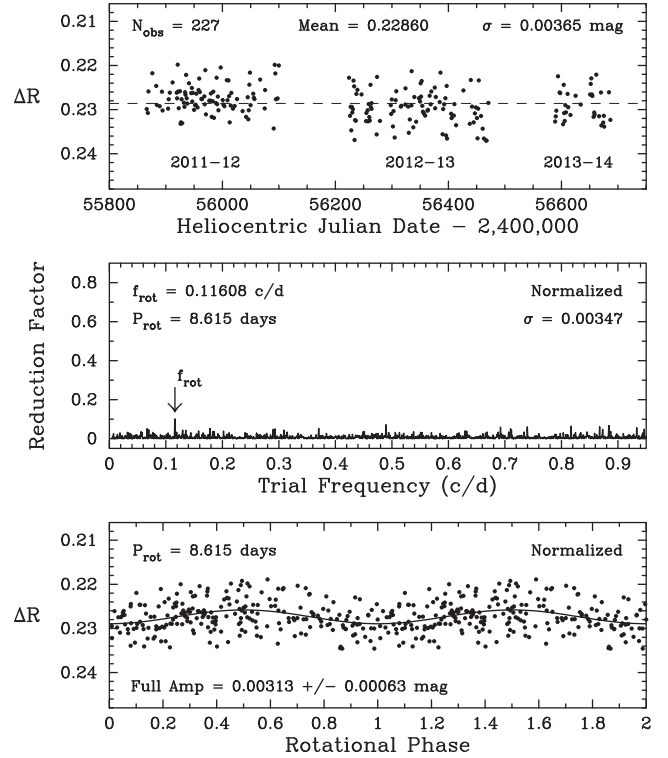 0.21
0.22
0.23
0.24
ΔR
N_obs = 227
Mean = 0.22860
σ = 0.00365 mag
2011−12
2012−13
2013−14
55800 56000 56200 56400 56600
Heliocentric Julian Date − 2,400,000
0.8
0.6
0.4
0.2
0
Reduction Factor
f_rot = 0.11608 c/d
Normalized
P_rot = 8.615 days
σ = 0.00347
f_rot
0 0.1 0.2 0.3 0.4 0.5 0.6 0.7 0.8 0.9
Trial Frequency (c/d)
0.21
0.22
0.23
0.24
ΔR
P_rot = 8.615 days
Normalized
Full Amp = 0.00313 +/− 0.00063 mag
0 0.2 0.4 0.6 0.8 1 1.2 1.4 1.6 1.8 2
Rotational Phase